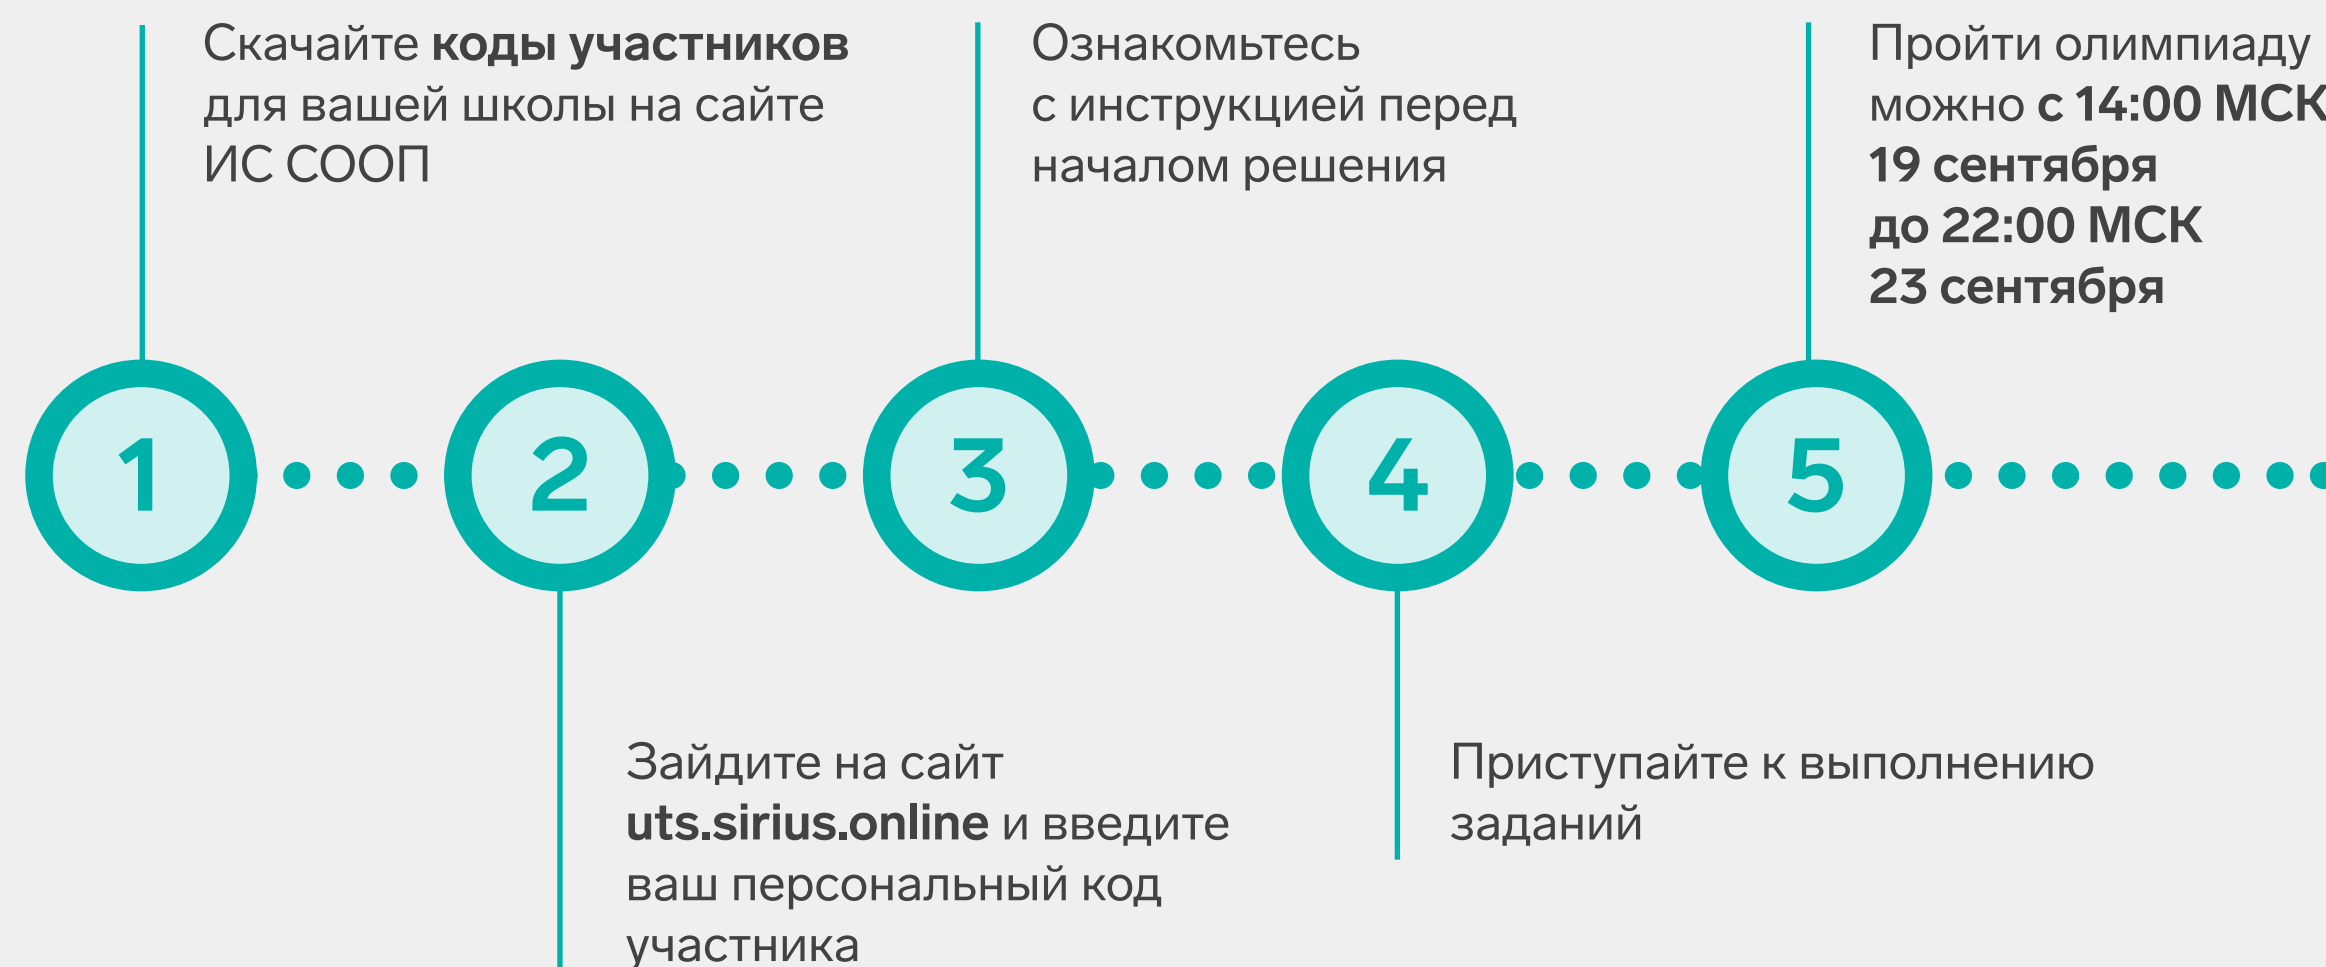 Скачайте коды участников
для вашей школы на сайте
ИС СООП
Ознакомьтесь
с инструкцией перед
началом решения
Пройти олимпиаду
можно с 14:00 МСК
19 сентября
до 22:00 МСК
23 сентября
1
2
3
4
5
Зайдите на сайт
uts.sirius.online и введите
ваш персональный код
участника
Приступайте к выполнению
заданий